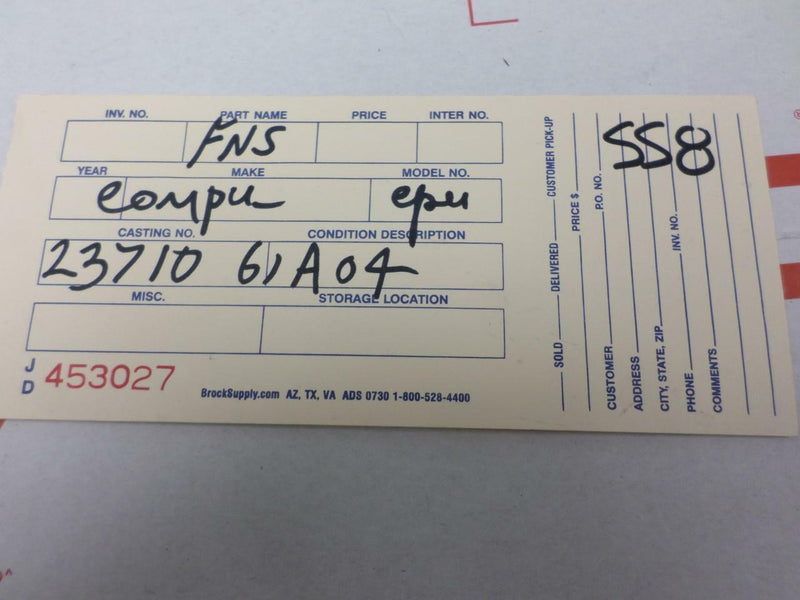 INV. NO. PART NAME PRICE INTER NO.
FNS
YEAR MAKE MODEL NO.
Compu cpu
CASTING NO. CONDITION DESCRIPTION
23710 61A04
MISC. STORAGE LOCATION
JD 453027
BrockSupply.com AZ, TX, VA ADS 0730 1-800-528-4400
SOLD DELIVERED CUSTOMER PICK-UP
PRICE $
CUSTOMER P.O. NO.
ADDRESS
CITY, STATE, ZIP
PHONE INV. NO.
COMMENTS
558